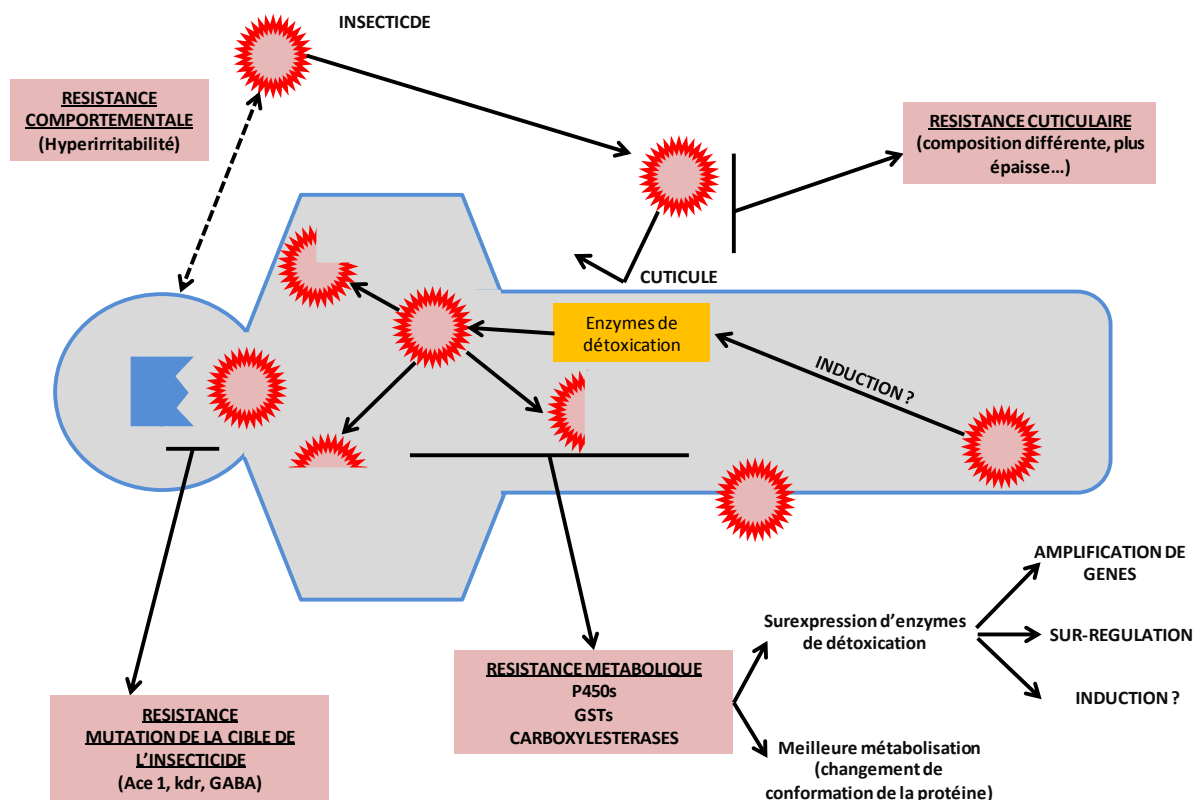 INSECTICDE
RESISTANCE
COMPORTEMENTALE
(Hyperirritabilité)
RESISTANCE CUTICULAIRE
(composition différente, plus
épaisse...)
CUTICULE
Enzymes de
détoxication
INDUCTION ?
AMPLIFICATION DE
GENES
Surexpression d'enzymes
de détoxication
SUR-REGULATION
INDUCTION ?
RESISTANCE METABOLIQUE
P450s
GSTs
CARBOXYLESTERASES
Meilleure métabolisation
(changement de
conformation de la protéine)
RESISTANCE
MUTATION DE LA CIBLE DE
L'INSECTICIDE
(Ace 1, kdr, GABA)